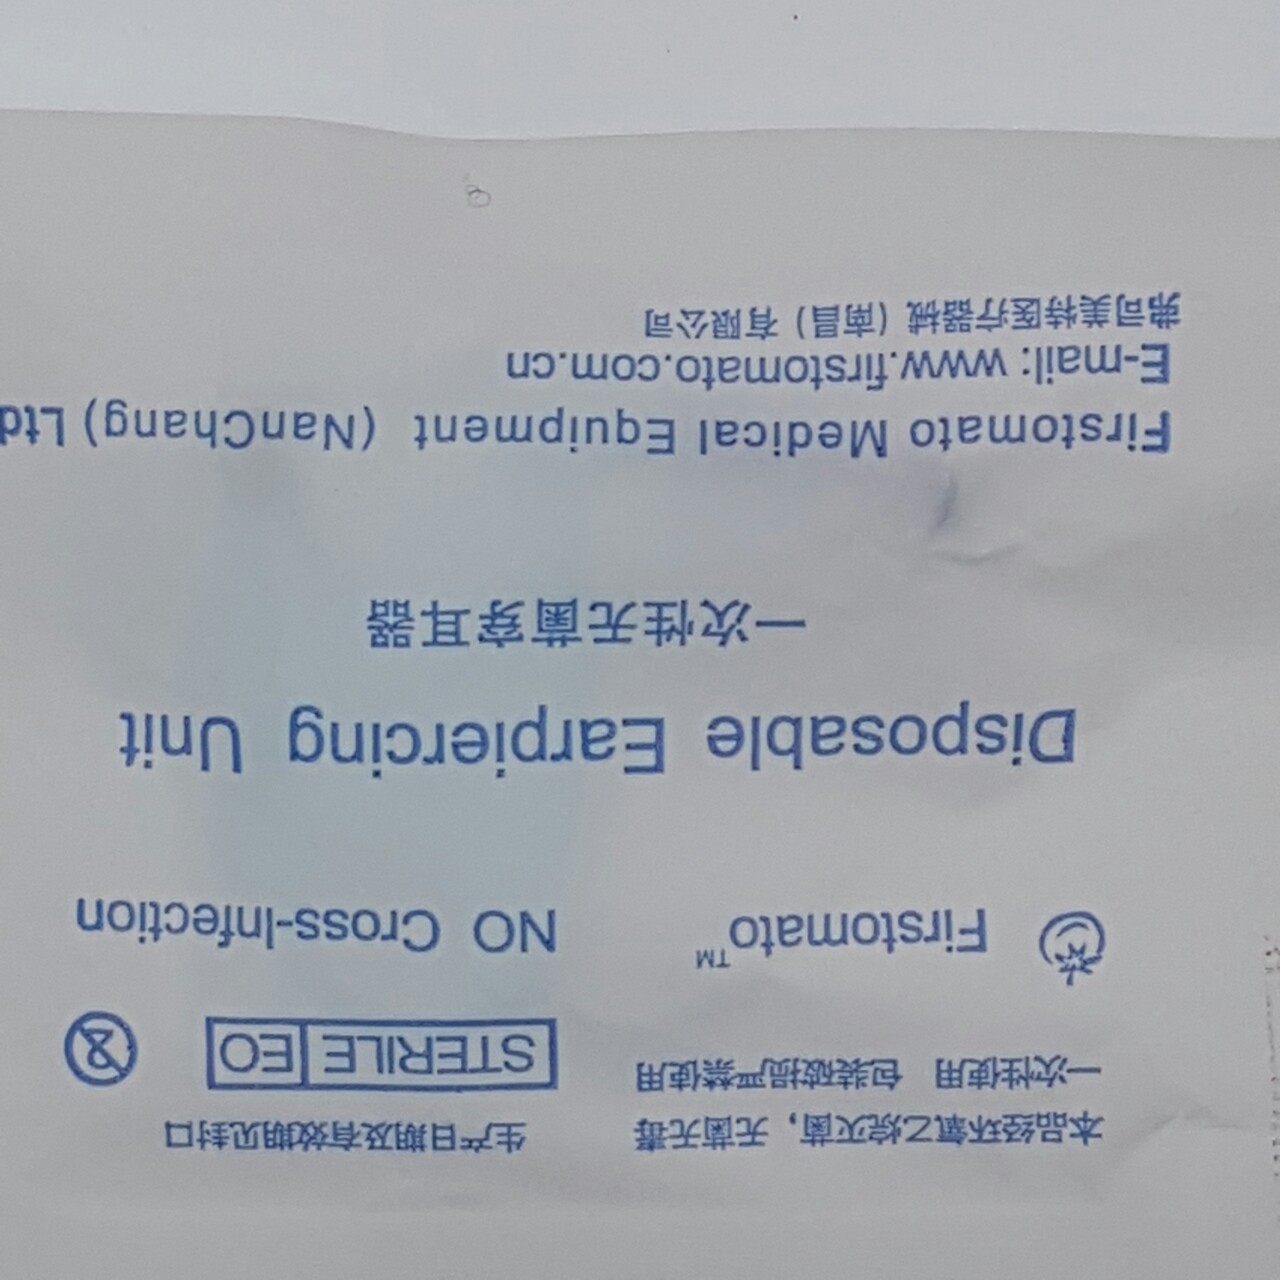 本品经环氧乙烷灭菌，无菌无毒
一次性使用 包装破损严禁使用
生产日期及有效期见封口
STERILE EO
Firstomato™
NO Cross-Infection
Disposable Earpiercing Unit
一次性无菌穿耳器
Firstomato Medical Equipment (NanChang) Ltd
E-mail: www.firstomato.com.cn
弗司美特医疗器械（南昌）有限公司